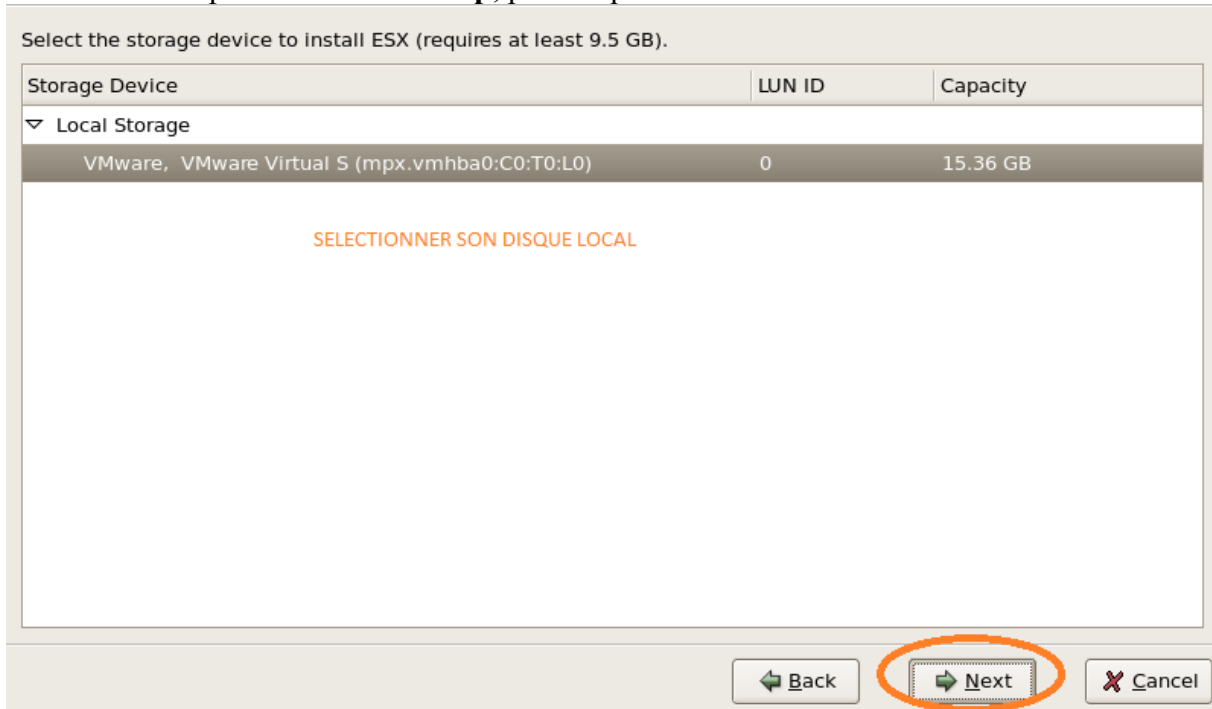 Select the storage device to install ESX (requires at least 9.5 GB).
Storage Device LUN ID Capacity
Local Storage
VMware, VMware Virtual S (mpx.vmhba0:C0:T0:L0) 0 15.36 GB
SELECTIONNER SON DISQUE LOCAL
Back Next Cancel